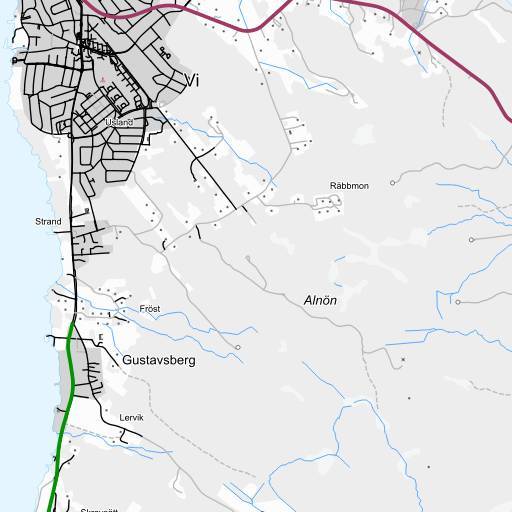 Vi
Usland
Räbbmon
Strand
Alnön
Fröst
Gustavsberg
Lervik